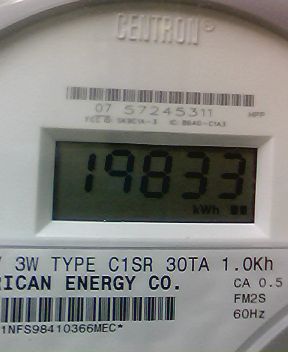 CENTRON®
07 57245311 HPP
19833
kWh
3W TYPE C1SR 30TA 1.0Kh
RICAN ENERGY CO. CA 0.5
FM2S
60Hz
1NFS98410366MEC*